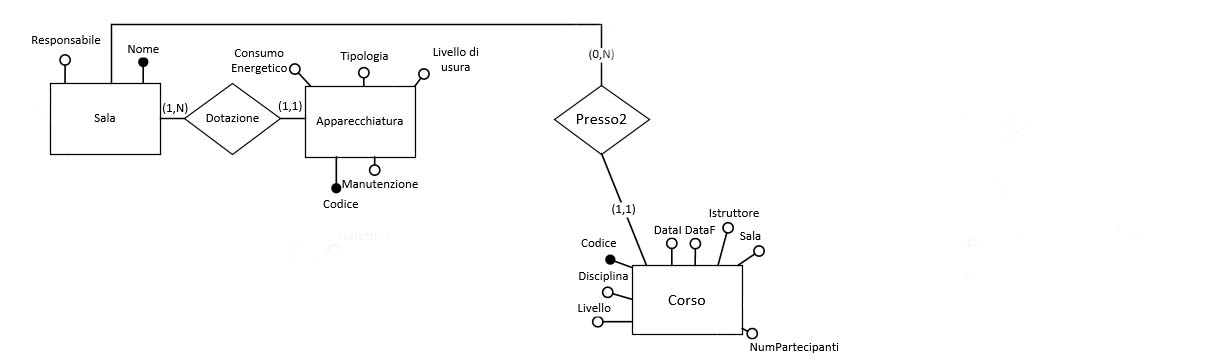 Responsabile
Nome
Consumo
Energetico
Tipologia
Livello di
usura
(0,N)
Sala
(1,N)
Dotazione
(1,1)
Apparecchiatura
Presso2
Manutenzione
Codice
(1,1)
Istruttore
DataI DataF
Sala
Codice
Disciplina
Livello
Corso
NumPartecipanti